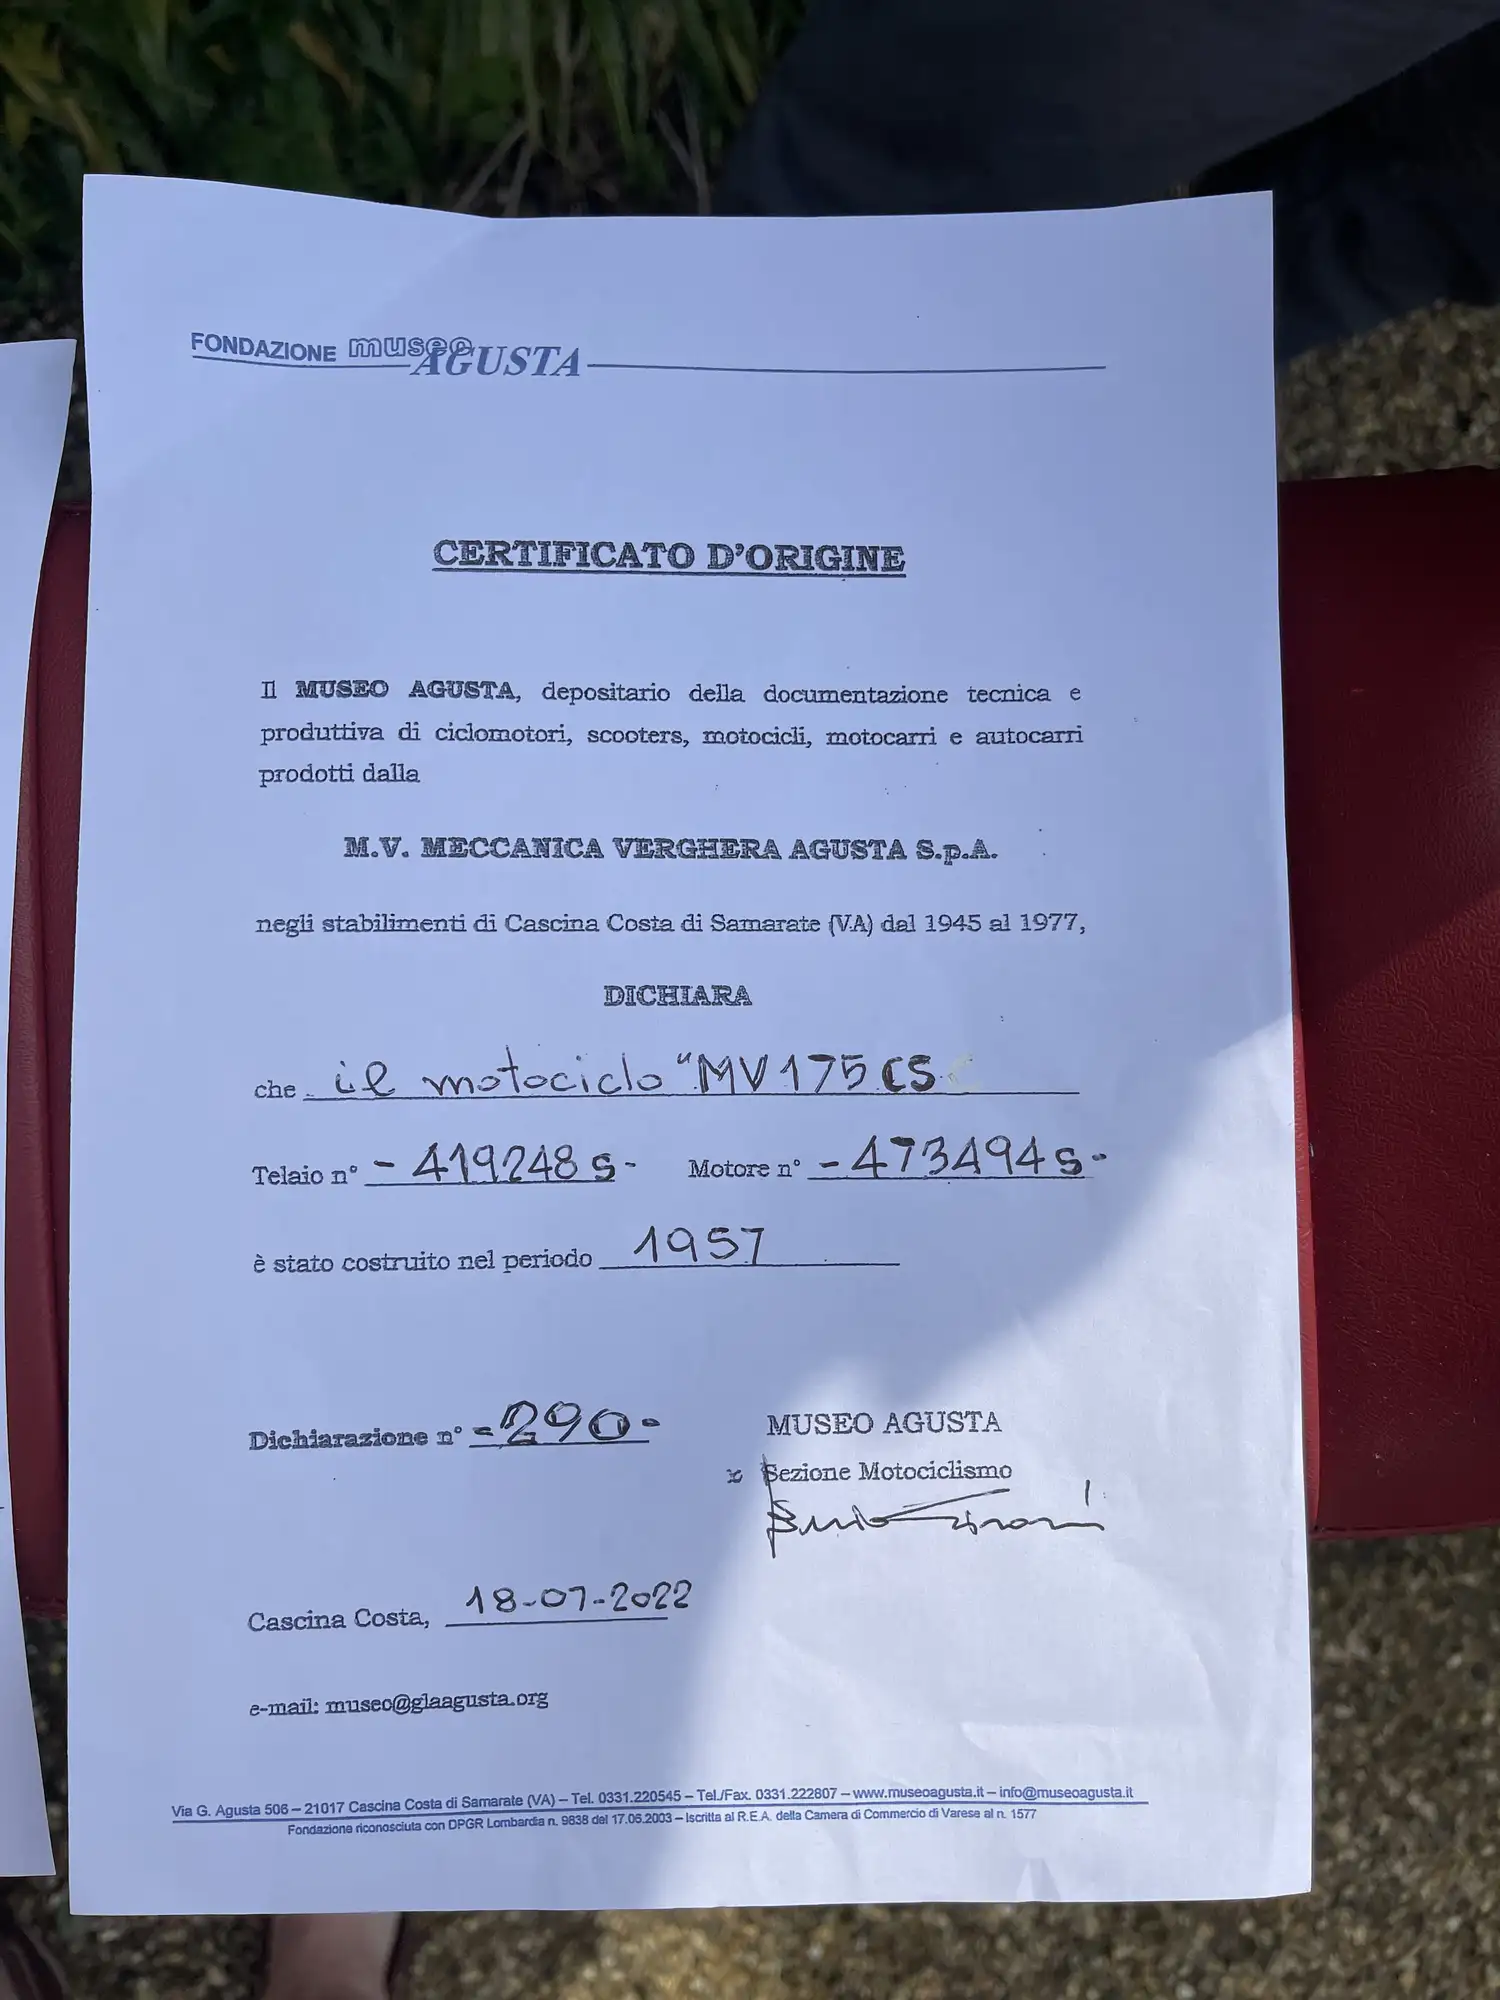 FONDAZIONE museo AGUSTA
CERTIFICATO D'ORIGINE
Il MUSEO AGUSTA, depositario della documentazione tecnica e
produttiva di ciclomotori, scooters, motocicli, motocarri e autocarri
prodotti dalla
M.V. MECCANICA VERGHERA AGUSTA S.p.A.
negli stabilimenti di Cascina Costa di Samarate (VA) dal 1945 al 1977,
DICHIARA
che il motociclo "MV 175 CS
Telaio n° - 419248 S - Motore n° - 473494 S -
è stato costruito nel periodo 1957
Dichiarazione n° - 290 - MUSEO AGUSTA
Sezione Motociclismo
Cascina Costa, 18-07-2022
e-mail: museo@glaagusta.org
Via G. Agusta 506 – 21017 Cascina Costa di Samarate (VA) – Tel. 0331.220545 – Tel./Fax. 0331.222807 – www.museoagusta.it – info@museoagusta.it
Fondazione riconosciuta con DPGR Lombardia n. 9838 del 17.06.2003 – Iscritta al R.E.A. della Camera di Commercio di Varese al n. 1577